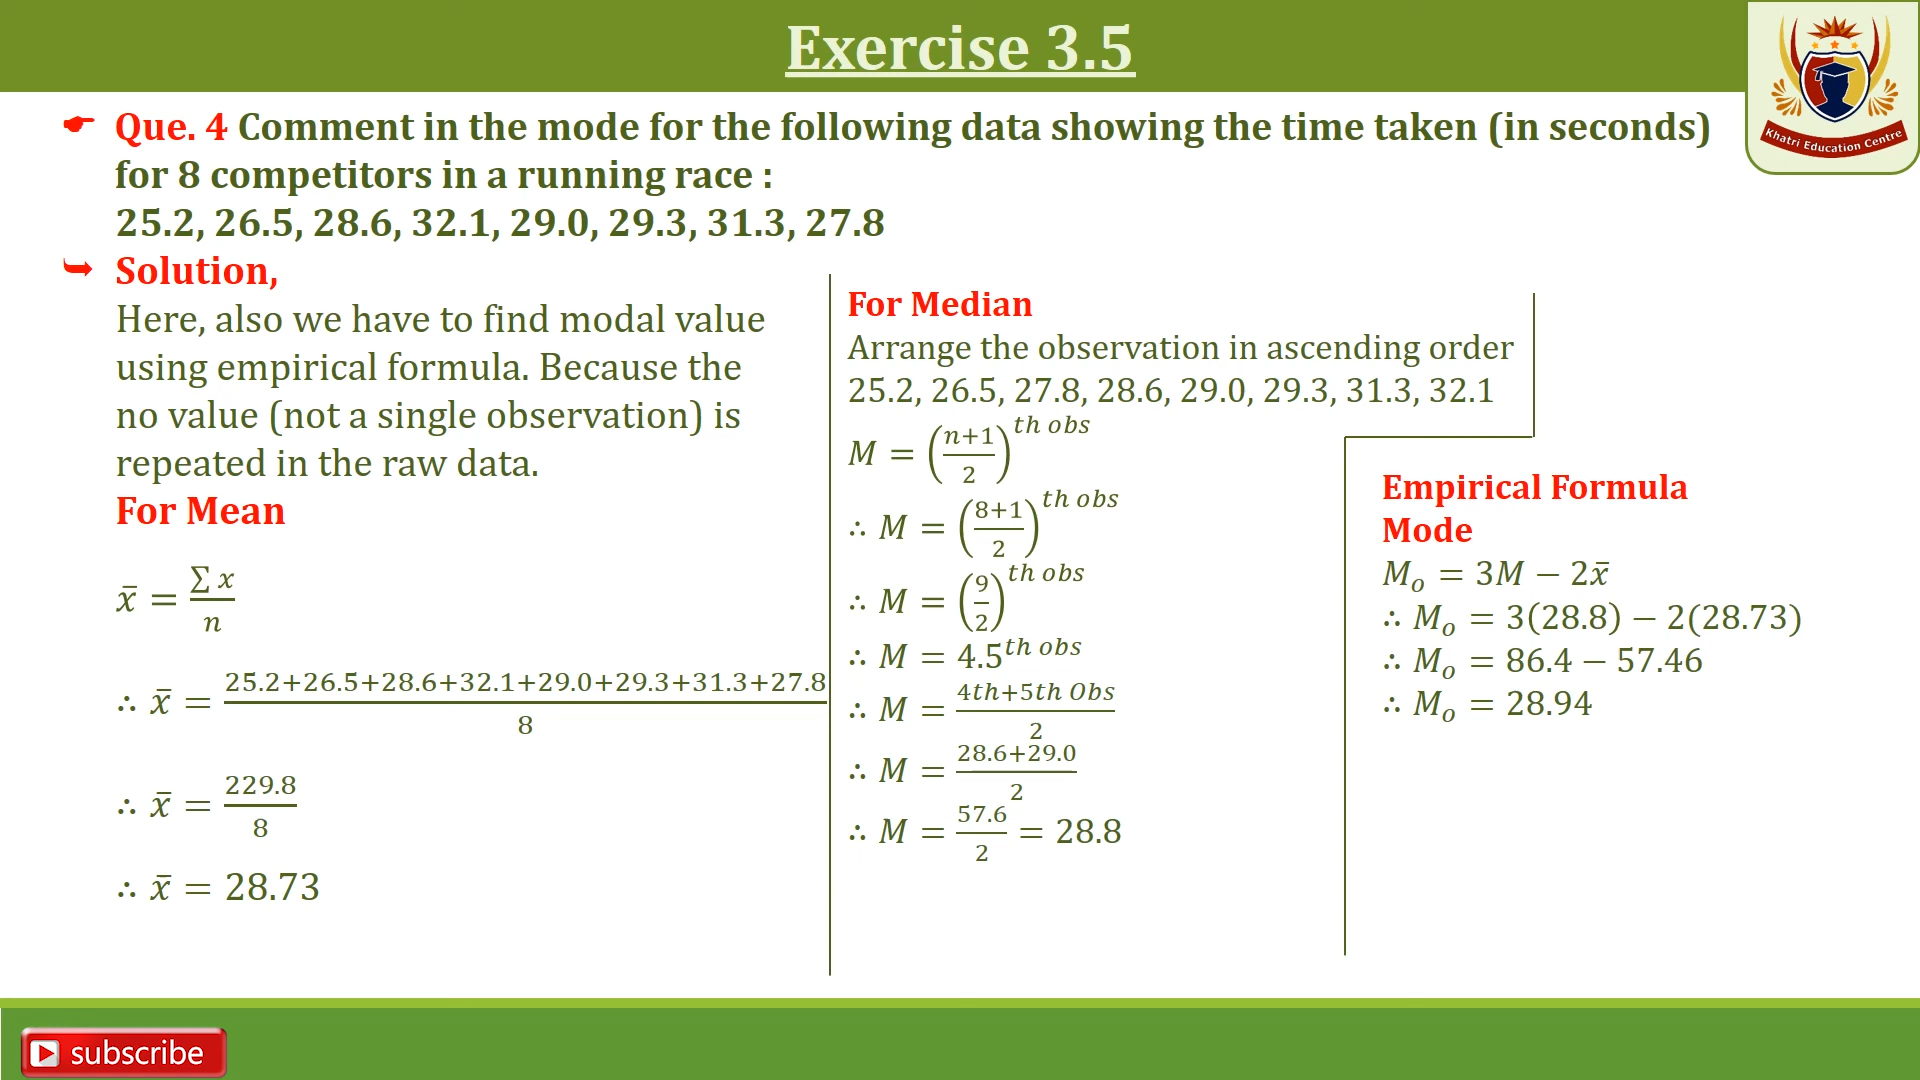 Exercise 3.5
Khatri Education Centre
☛ Que. 4 Comment in the mode for the following data showing the time taken (in seconds)
for 8 competitors in a running race :
25.2, 26.5, 28.6, 32.1, 29.0, 29.3, 31.3, 27.8
➥ Solution,
Here, also we have to find modal value
using empirical formula. Because the
no value (not a single observation) is
repeated in the raw data.
For Mean
x̄ = ∑ x / n
∴ x̄ = 25.2+26.5+28.6+32.1+29.0+29.3+31.3+27.8 / 8
∴ x̄ = 229.8 / 8
∴ x̄ = 28.73
For Median
Arrange the observation in ascending order
25.2, 26.5, 27.8, 28.6, 29.0, 29.3, 31.3, 32.1
M = (n+1 / 2)^th obs
∴ M = (8+1 / 2)^th obs
∴ M = (9 / 2)^th obs
∴ M = 4.5^th obs
∴ M = 4th+5th Obs / 2
∴ M = 28.6+29.0 / 2
∴ M = 57.6 / 2 = 28.8
Empirical Formula
Mode
Mₒ = 3M − 2x̄
∴ Mₒ = 3(28.8) − 2(28.73)
∴ Mₒ = 86.4 − 57.46
∴ Mₒ = 28.94
subscribe